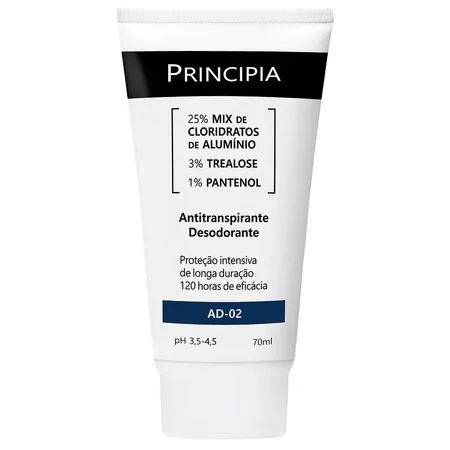 PRINCIPIA
25% MIX DE
CLORIDRATOS
DE ALUMÍNIO
3% TREALOSE
1% PANTENOL
Antitranspirante
Desodorante
Proteção intensiva
de longa duração
120 horas de eficácia
AD-02
pH 3,5-4,5 70ml